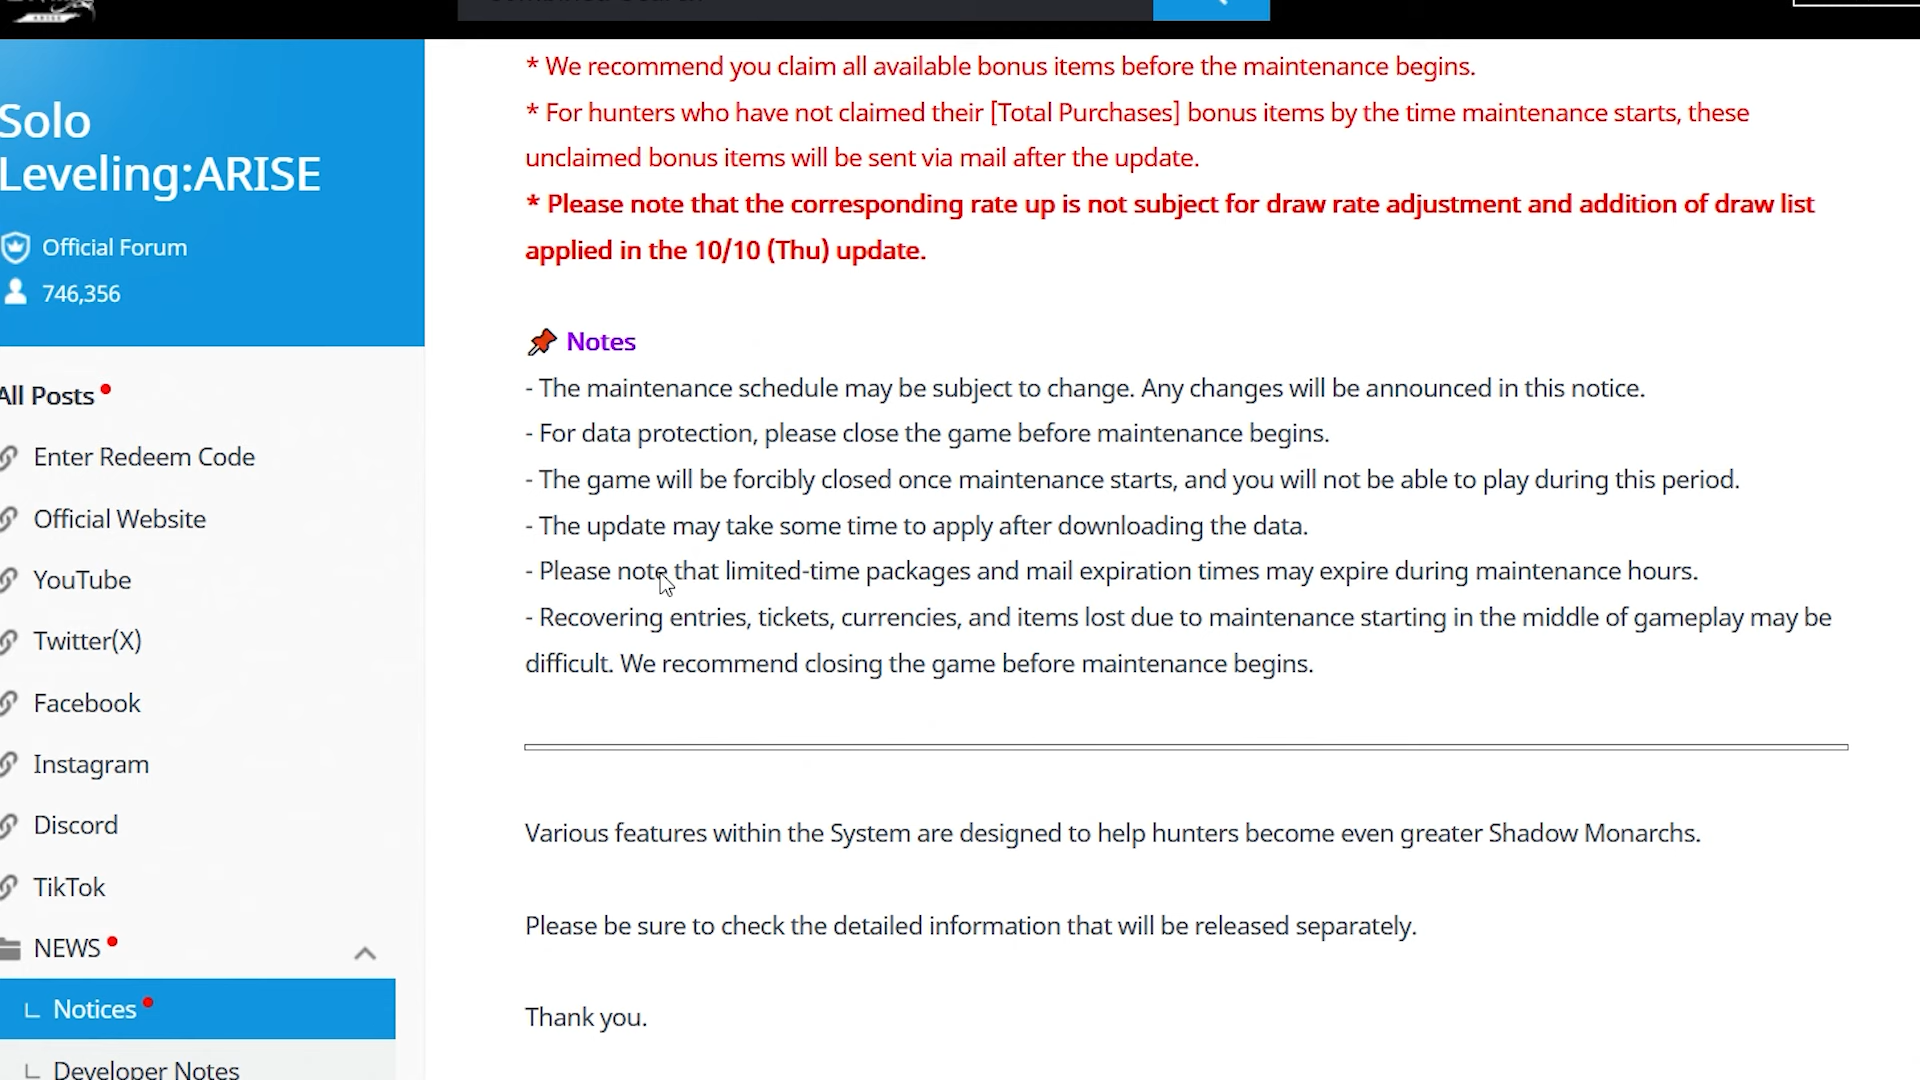 ARISE
* We recommend you claim all available bonus items before the maintenance begins.
* For hunters who have not claimed their [Total Purchases] bonus items by the time maintenance starts, these
unclaimed bonus items will be sent via mail after the update.
* Please note that the corresponding rate up is not subject for draw rate adjustment and addition of draw list
applied in the 10/10 (Thu) update.
Notes
- The maintenance schedule may be subject to change. Any changes will be announced in this notice.
- For data protection, please close the game before maintenance begins.
- The game will be forcibly closed once maintenance starts, and you will not be able to play during this period.
- The update may take some time to apply after downloading the data.
- Please note that limited-time packages and mail expiration times may expire during maintenance hours.
- Recovering entries, tickets, currencies, and items lost due to maintenance starting in the middle of gameplay may be
difficult. We recommend closing the game before maintenance begins.
Various features within the System are designed to help hunters become even greater Shadow Monarchs.
Please be sure to check the detailed information that will be released separately.
Thank you.
Solo
Leveling:ARISE
Official Forum
746,356
All Posts
Enter Redeem Code
Official Website
YouTube
Twitter(X)
Facebook
Instagram
Discord
TikTok
NEWS
Notices
Developer Notes